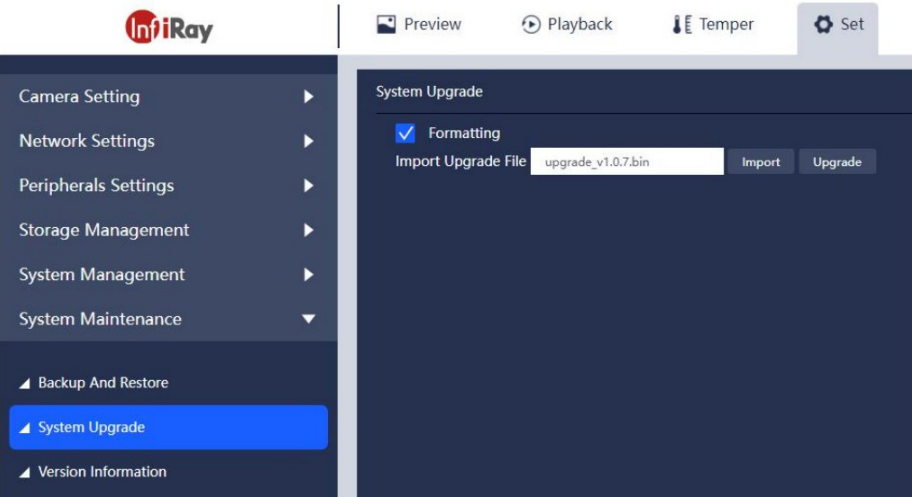 InfiRay
Preview
Playback
Temper
Set
Camera Setting
Network Settings
Peripherals Settings
Storage Management
System Management
System Maintenance
Backup And Restore
System Upgrade
Version Information
System Upgrade
Formatting
Import Upgrade File upgrade_v1.0.7.bin Import Upgrade